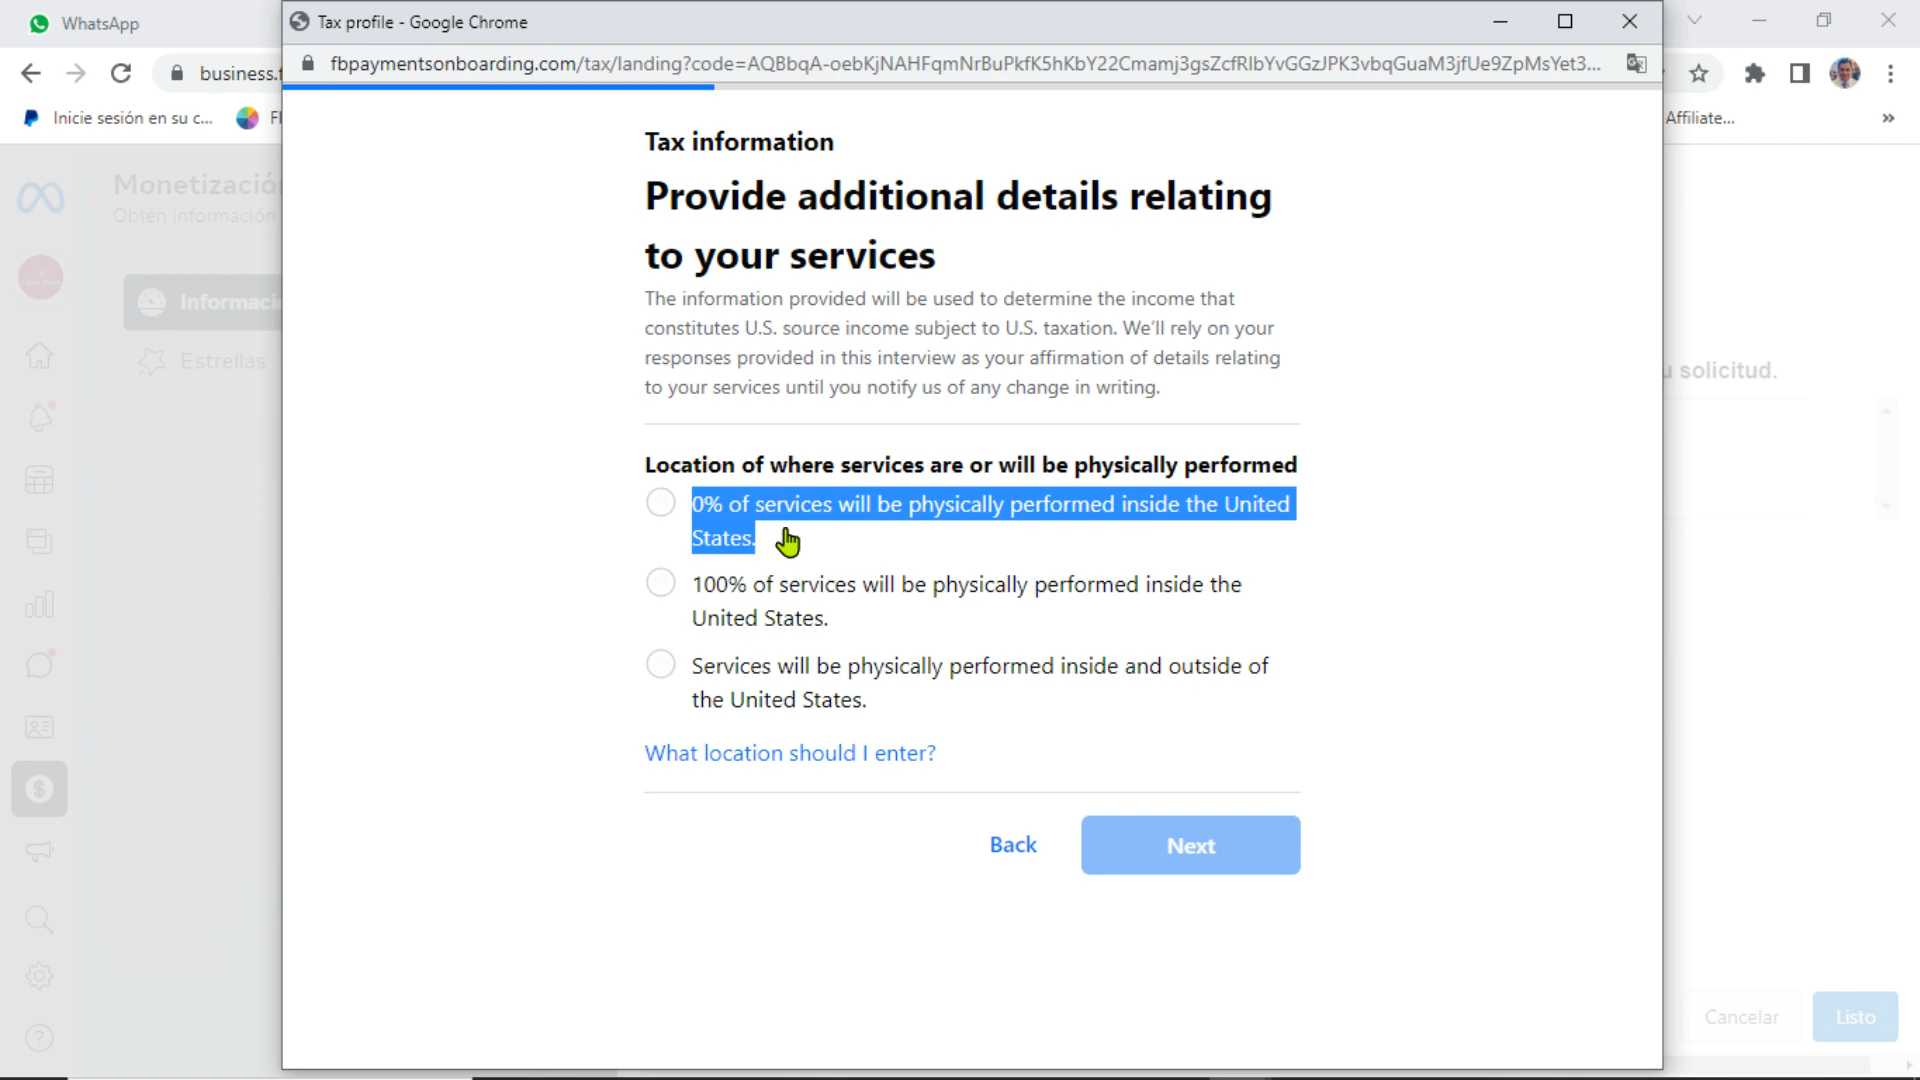 WhatsApp
Tax profile - Google Chrome
business.f
fbpaymentsonboarding.com/tax/landing?code=AQBbqA-oebKjNAHFqmNrBuPkfK5hKbY22Cmamj3gsZcfRlbYvGGzJPK3vbqGuaM3jfUe9ZpMsYet3...
Inicie sesión en su c...
Fl
Affiliate...
»
Monetización
Obtén información
Informaci
Estrellas
Tax information
Provide additional details relating
to your services
The information provided will be used to determine the income that
constitutes U.S. source income subject to U.S. taxation. We'll rely on your
responses provided in this interview as your affirmation of details relating
to your services until you notify us of any change in writing.
u solicitud.
Location of where services are or will be physically performed
0% of services will be physically performed inside the United
States.
100% of services will be physically performed inside the
United States.
Services will be physically performed inside and outside of
the United States.
What location should I enter?
Back
Next
Cancelar
Listo